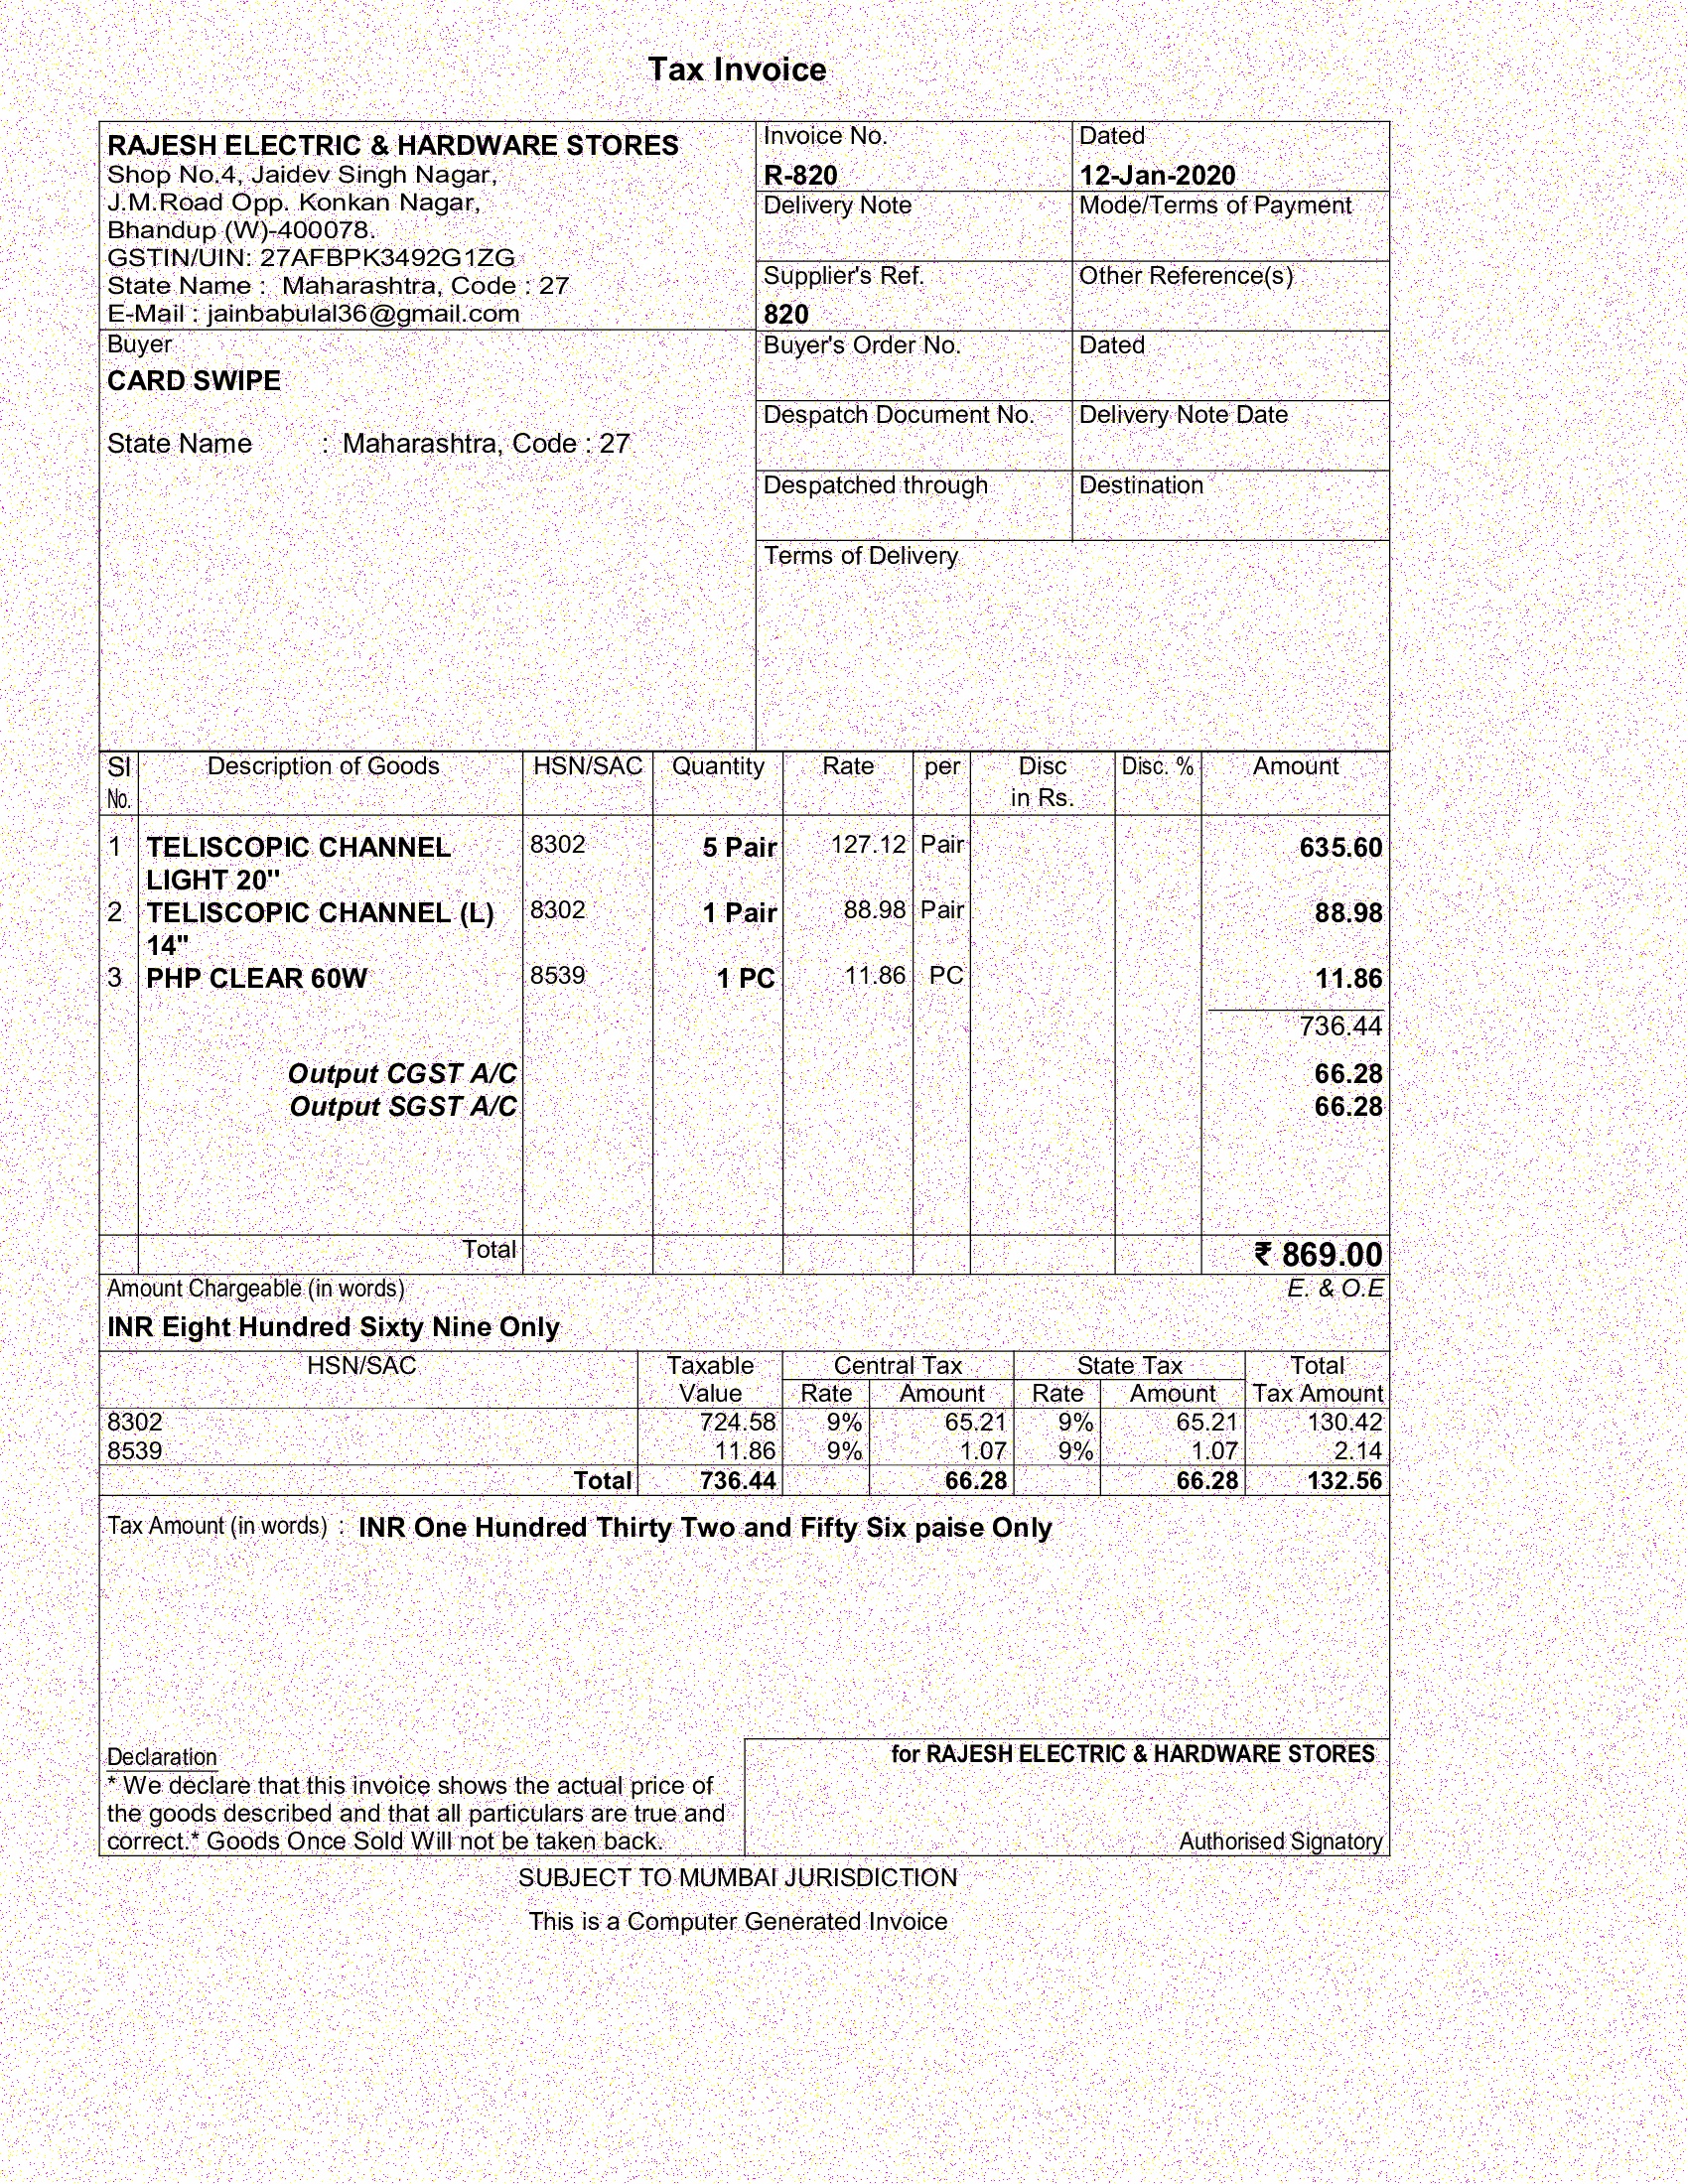 Tax Invoice
RAJESH ELECTRIC & HARDWARE STORES
Shop No.4, Jaidev Singh Nagar,
J.M.Road Opp. Konkan Nagar,
Bhandup (W)-400078.
GSTIN/UIN: 27AFBPK3492G1ZG
State Name : Maharashtra, Code : 27
E-Mail : jainbabulal36@gmail.com
Invoice No. Dated
R-820 12-Jan-2020
Delivery Note Mode/Terms of Payment
Supplier's Ref. Other Reference(s)
820
Buyer
CARD SWIPE
State Name : Maharashtra, Code : 27
Buyer's Order No. Dated
Despatch Document No. Delivery Note Date
Despatched through Destination
Terms of Delivery
Sl Description of Goods HSN/SAC Quantity Rate per Disc Disc. % Amount
No. in Rs.
1 TELISCOPIC CHANNEL 8302 5 Pair 127.12 Pair 635.60
LIGHT 20"
2 TELISCOPIC CHANNEL (L) 8302 1 Pair 88.98 Pair 88.98
14"
3 PHP CLEAR 60W 8539 1 PC 11.86 PC 11.86
736.44
Output CGST A/C 66.28
Output SGST A/C 66.28
Total ₹ 869.00
Amount Chargeable (in words) E. & O.E
INR Eight Hundred Sixty Nine Only
HSN/SAC Taxable Central Tax State Tax Total
Value Rate Amount Rate Amount Tax Amount
8302 724.58 9% 65.21 9% 65.21 130.42
8539 11.86 9% 1.07 9% 1.07 2.14
Total 736.44 66.28 66.28 132.56
Tax Amount (in words) : INR One Hundred Thirty Two and Fifty Six paise Only
Declaration
* We declare that this invoice shows the actual price of
the goods described and that all particulars are true and
correct.* Goods Once Sold Will not be taken back.
for RAJESH ELECTRIC & HARDWARE STORES
Authorised Signatory
SUBJECT TO MUMBAI JURISDICTION
This is a Computer Generated Invoice